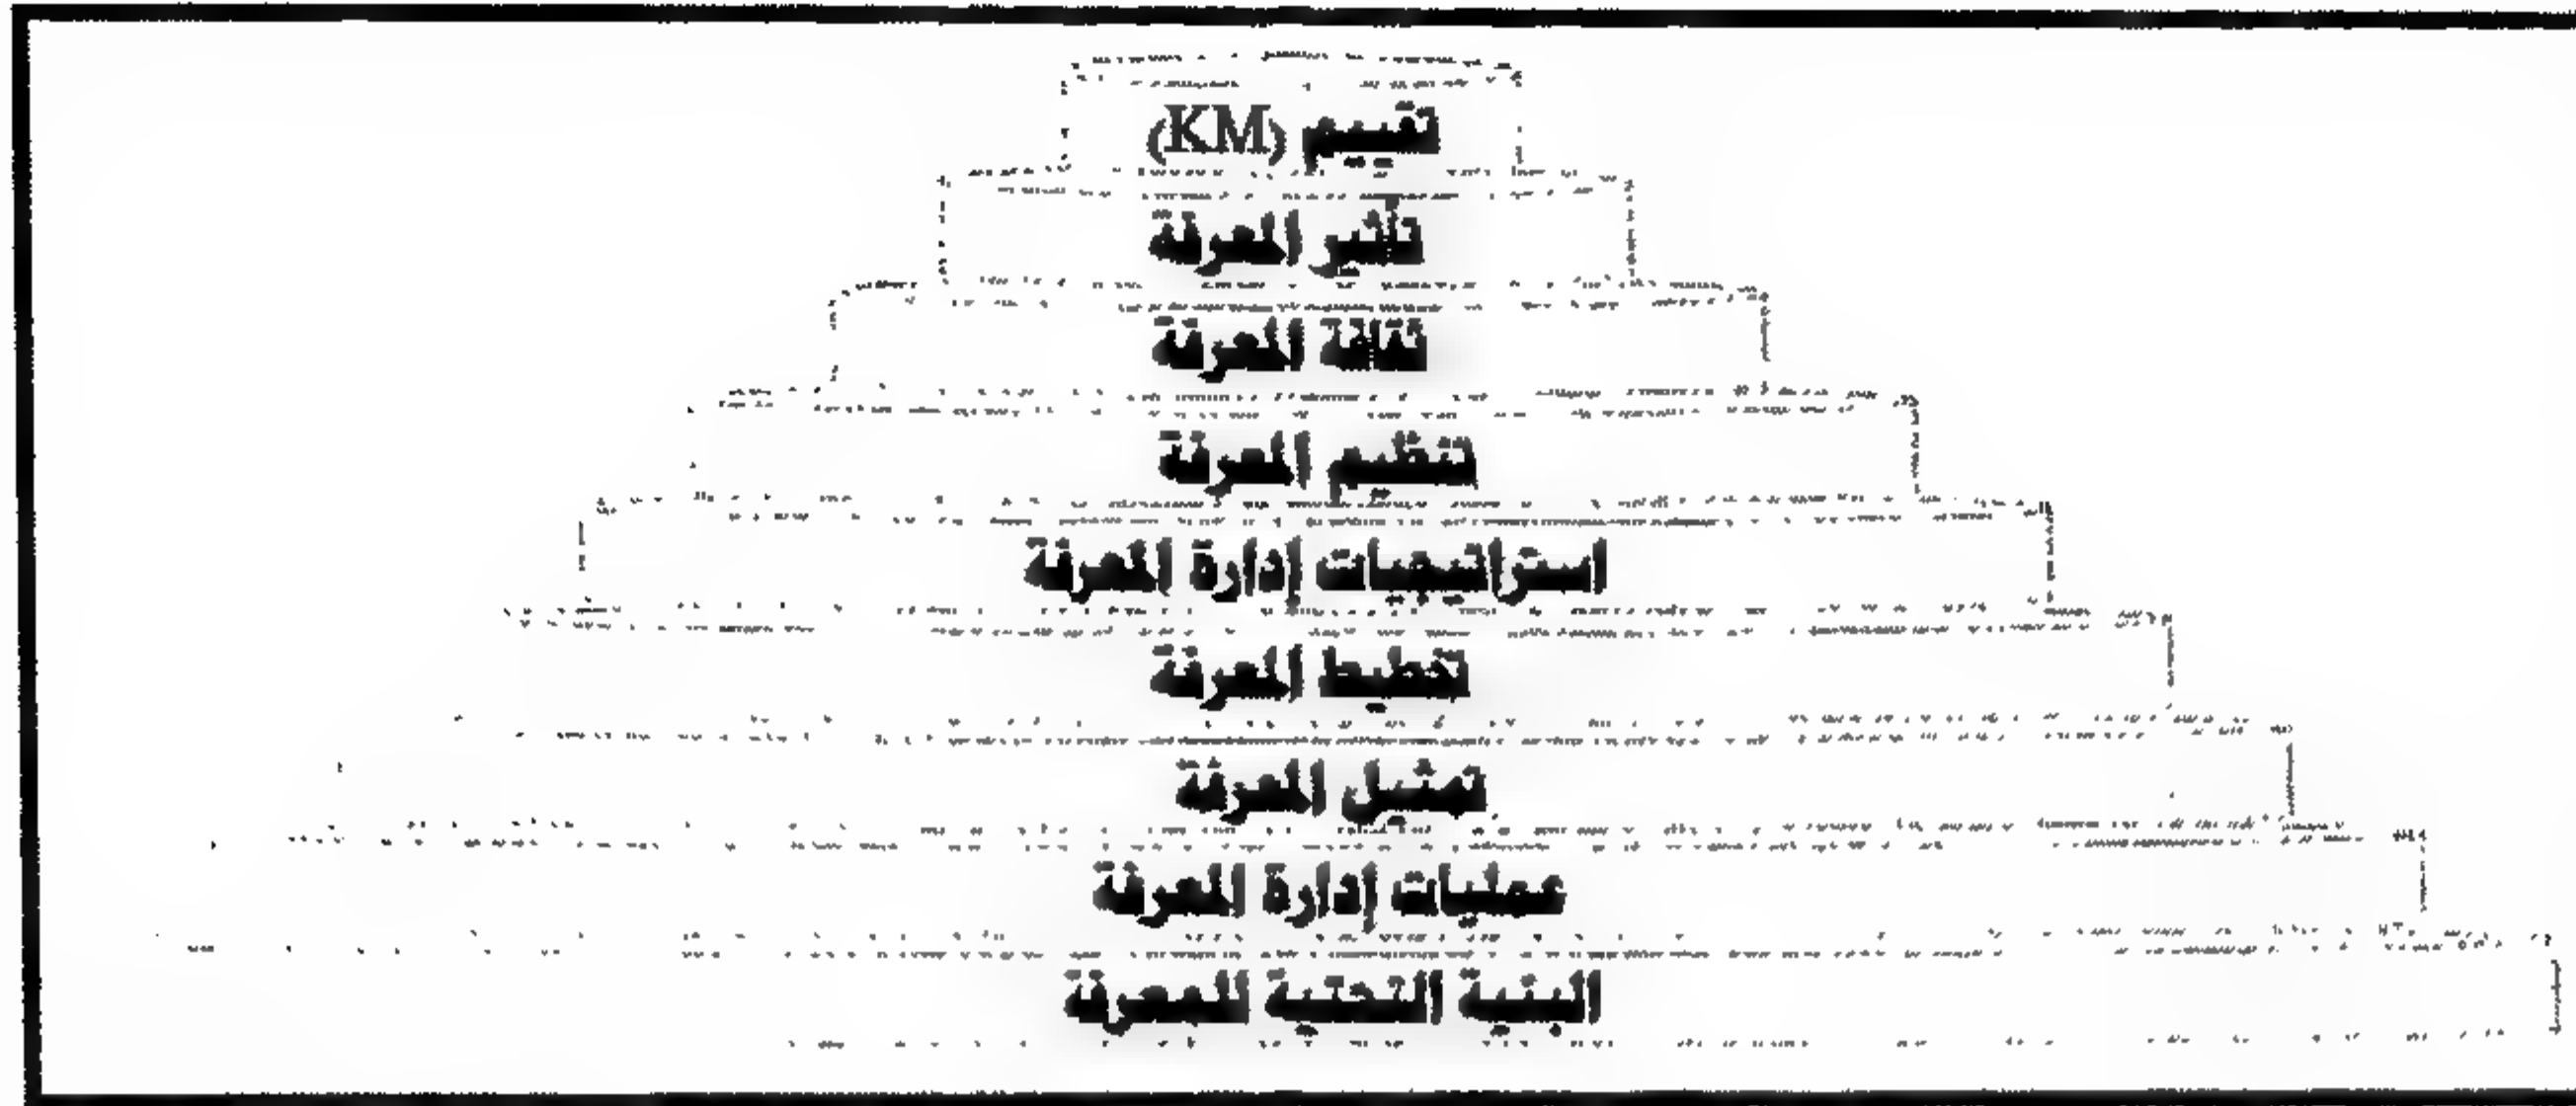 تقييم (KM)
تأثير المعرفة
ثقافة المعرفة
تنظيم المعرفة
استراتيجيات إدارة المعرفة
تخطيط المعرفة
تمثيل المعرفة
عمليات إدارة المعرفة
البنية التحتية للمعرفة